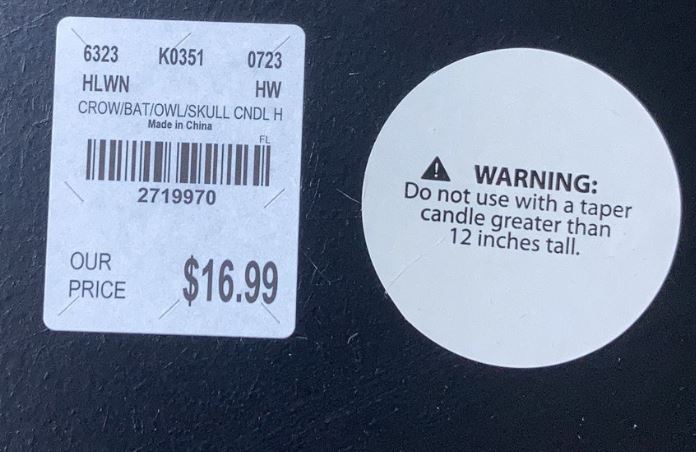 6323 K0351 0723
HLWN HW
CROW/BAT/OWL/SKULL CNDL H
Made in China
FL
2719970
OUR
PRICE $16.99
WARNING:
Do not use with a taper
candle greater than
12 inches tall.